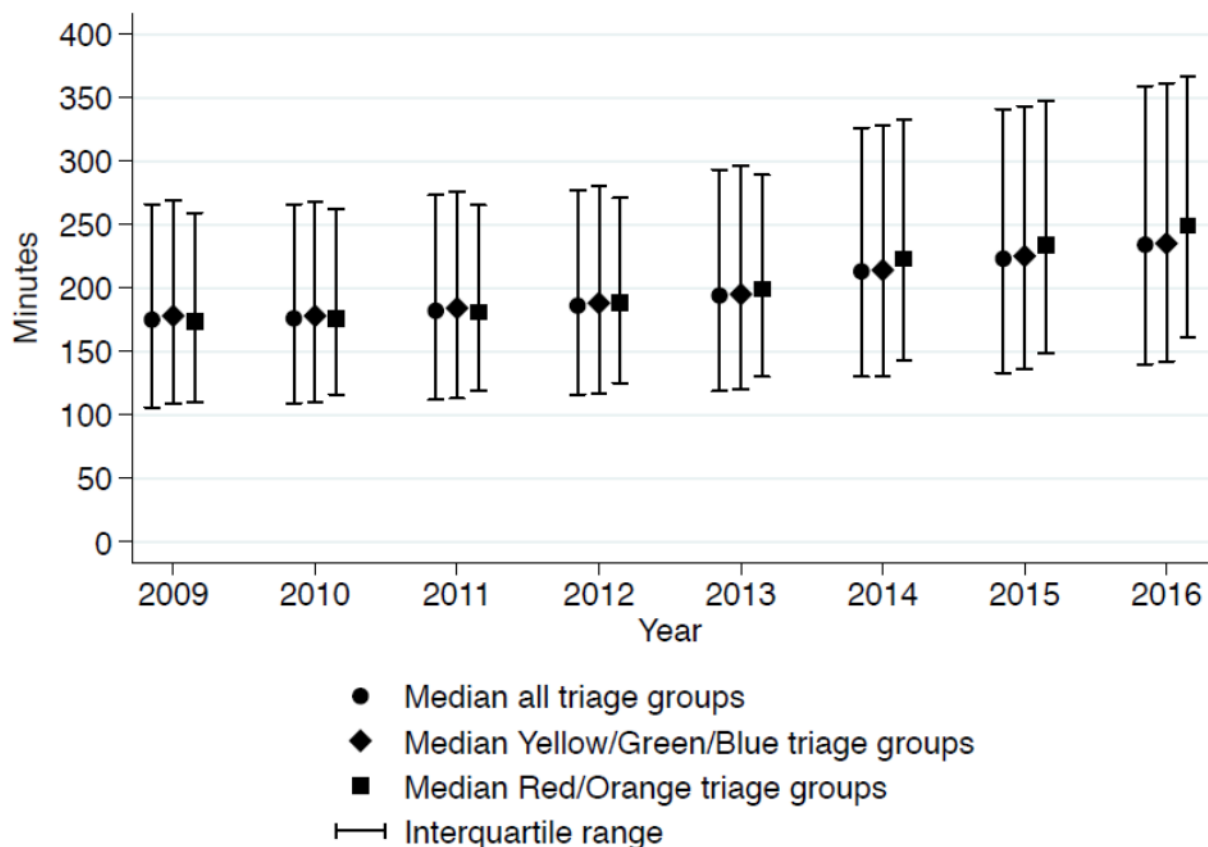 400
350
300
250
200
150
100
50
0
Minutes
2009 2010 2011 2012 2013 2014 2015 2016
Year
Median all triage groups
Median Yellow/Green/Blue triage groups
Median Red/Orange triage groups
Interquartile range